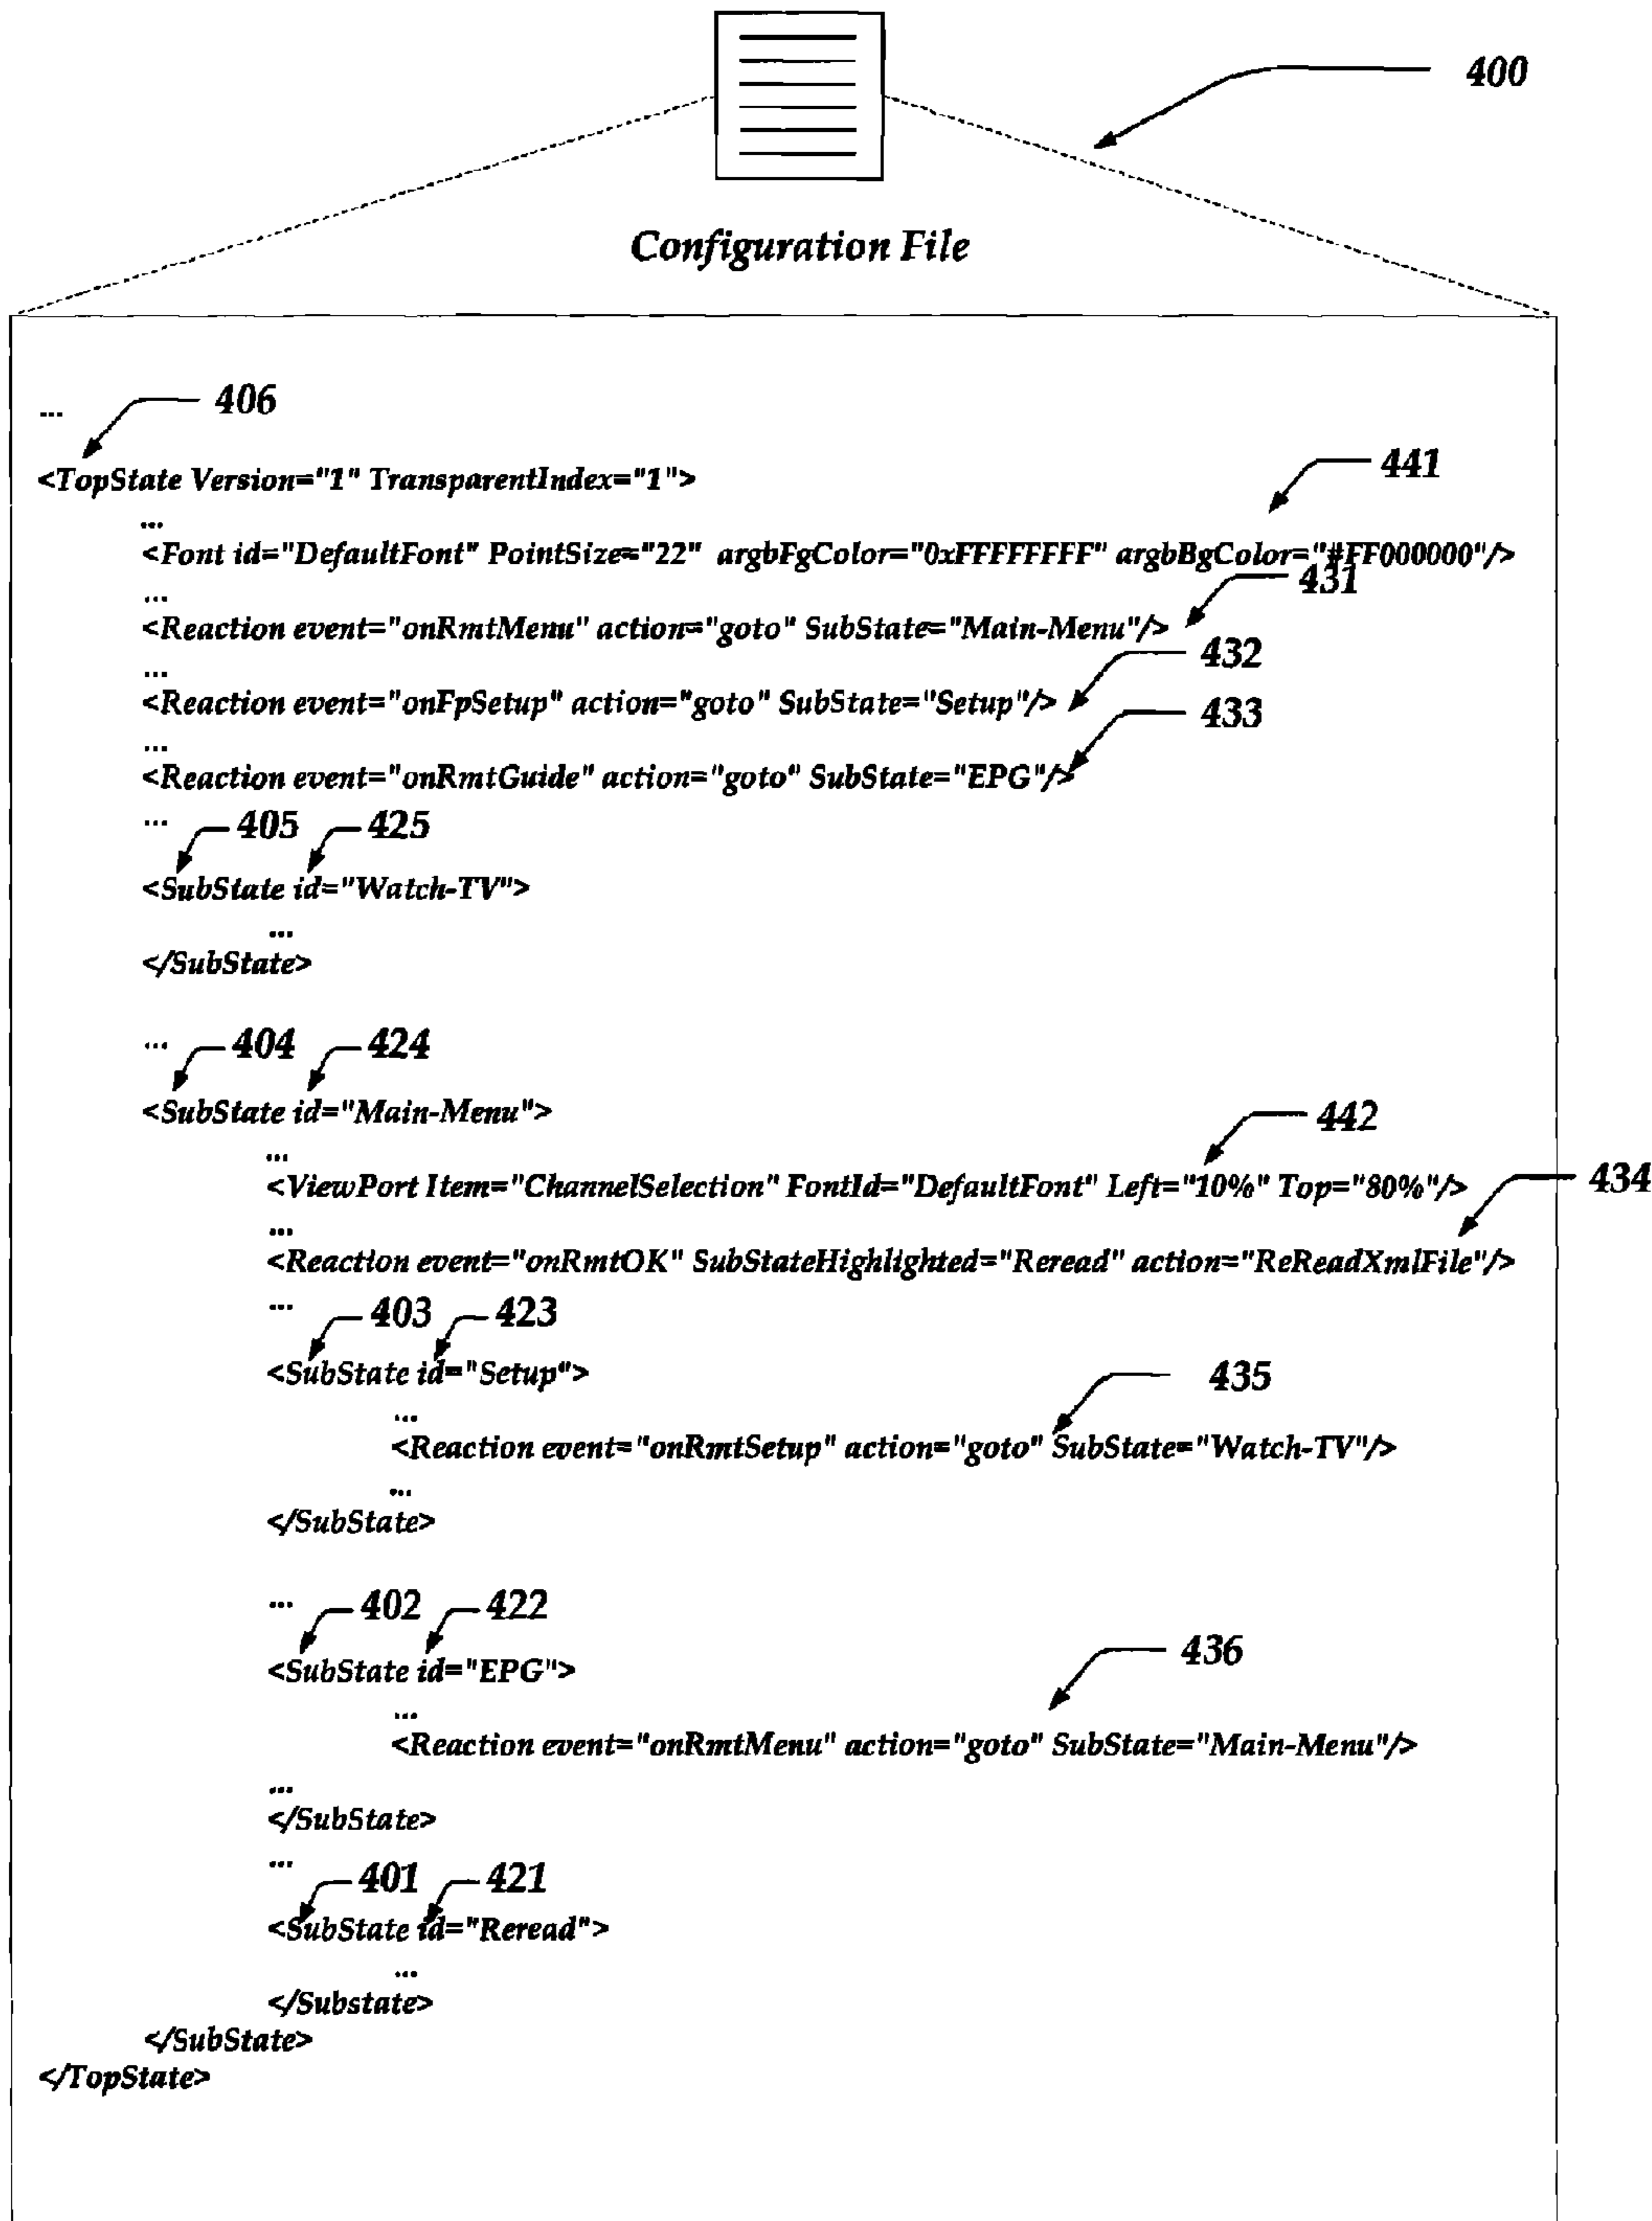 400
Configuration File
...
406
<TopState Version="1" TransparentIndex="1">
441
...
<Font id="DefaultFont" PointSize="22" argbFgColor="0xFFFFFFFF" argbBgColor="#FF000000"/>
431
...
<Reaction event="onRmtMenu" action="goto" SubState="Main-Menu"/>
432
...
<Reaction event="onFpSetup" action="goto" SubState="Setup"/>
433
...
<Reaction event="onRmtGuide" action="goto" SubState="EPG"/>
... 405 425
<SubState id="Watch-TV">
...
</SubState>
... 404 424
<SubState id="Main-Menu">
442
...
<ViewPort Item="ChannelSelection" FontId="DefaultFont" Left="10%" Top="80%"/>
434
...
<Reaction event="onRmtOK" SubStateHighlighted="Reread" action="ReReadXmlFile"/>
... 403 423
<SubState id="Setup">
435
...
<Reaction event="onRmtSetup" action="goto" SubState="Watch-TV"/>
...
</SubState>
... 402 422
<SubState id="EPG">
436
...
<Reaction event="onRmtMenu" action="goto" SubState="Main-Menu"/>
...
</SubState>
...
401 421
<SubState id="Reread">
...
</Substate>
</SubState>
</TopState>